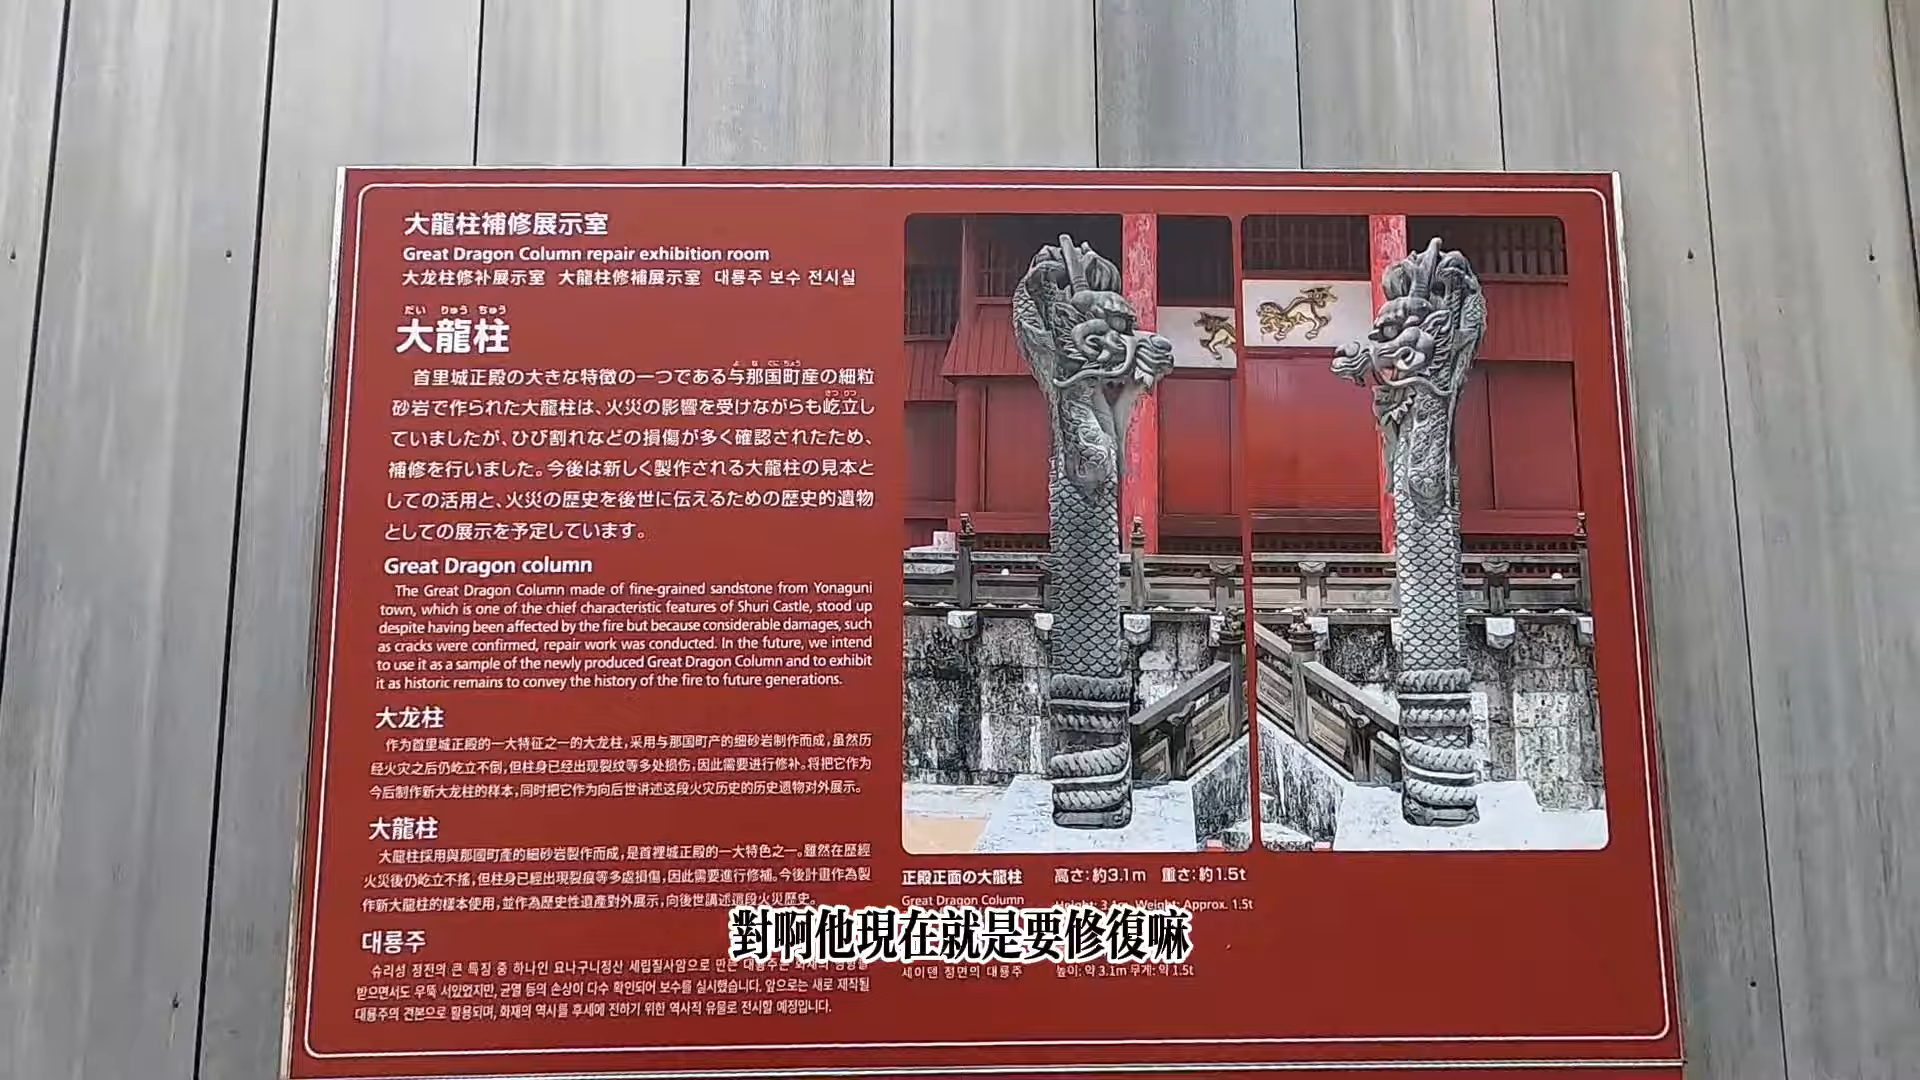 大龍柱補修展示室
Great Dragon Column repair exhibition room
大龙柱修补展示室 大龍柱修補展示室 대룡주 보수 전시실
だい りゅう ちゅう
大龍柱
よ な ぐにちょう
首里城正殿の大きな特徴の一つである与那国町産の細粒
砂岩で作られた大龍柱は、火災の影響を受けながらも屹立し
ていましたが、ひび割れなどの損傷が多く確認されたため、
補修を行いました。今後は新しく製作される大龍柱の見本と
しての活用と、火災の歴史を後世に伝えるための歴史的遺物
としての展示を予定しています。
Great Dragon column
The Great Dragon Column made of fine-grained sandstone from Yonaguni
town, which is one of the chief characteristic features of Shuri Castle, stood up
despite having been affected by the fire but because considerable damages, such
as cracks were confirmed, repair work was conducted. In the future, we intend
to use it as a sample of the newly produced Great Dragon Column and to exhibit
it as historic remains to convey the history of the fire to future generations.
大龙柱
作为首里城正殿的一大特征之一的大龙柱，采用与那国町产的细砂岩制作而成，虽然历
经火灾之后仍屹立不倒，但柱身已经出现裂纹等多处损伤，因此需要进行修补。将把它作为
今后制作新大龙柱的样本，同时把它作为向后世讲述这段火灾历史的历史遗物对外展示。
大龍柱
大龍柱採用與那國町產的細砂岩製作而成，是首裡城正殿的一大特色之一。雖然在歷經
火災後仍屹立不搖，但柱身已經出現裂痕等多處損傷，因此需要進行修補。今後計畫作為製
作新大龍柱的樣本使用，並作為歷史性遺產對外展示，向後世講述這段火災歷史。
대룡주
슈리성 정전의 큰 특징 중 하나인 요나구니정산 세립질사암으로 만든 대룡주는 화재의 영향을
받으면서도 우뚝 서있었지만, 균열 등의 손상이 다수 확인되어 보수를 실시했습니다. 앞으로는 새로 제작될
대룡주의 견본으로 활용되며, 화재의 역사를 후세에 전하기 위한 역사적 유물로 전시할 예정입니다.
正殿正面の大龍柱 高さ：約3.1m 重さ：約1.5t
Great Dragon Column Height: 3.1m Weight: Approx. 1.5t
세이덴 정면의 대룡주 높이: 약 3.1m 무게: 약 1.5t
對啊他現在就是要修復嘛